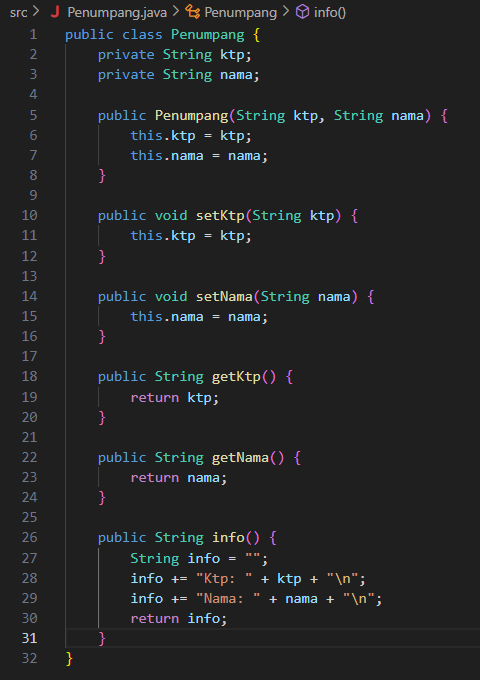 src > J Penumpang.java > Penumpang > info()
1 public class Penumpang {
2     private String ktp;
3     private String nama;
4
5     public Penumpang(String ktp, String nama) {
6         this.ktp = ktp;
7         this.nama = nama;
8     }
9
10     public void setKtp(String ktp) {
11         this.ktp = ktp;
12     }
13
14     public void setNama(String nama) {
15         this.nama = nama;
16     }
17
18     public String getKtp() {
19         return ktp;
20     }
21
22     public String getNama() {
23         return nama;
24     }
25
26     public String info() {
27         String info = "";
28         info += "Ktp: " + ktp + "\n";
29         info += "Nama: " + nama + "\n";
30         return info;
31     }
32 }